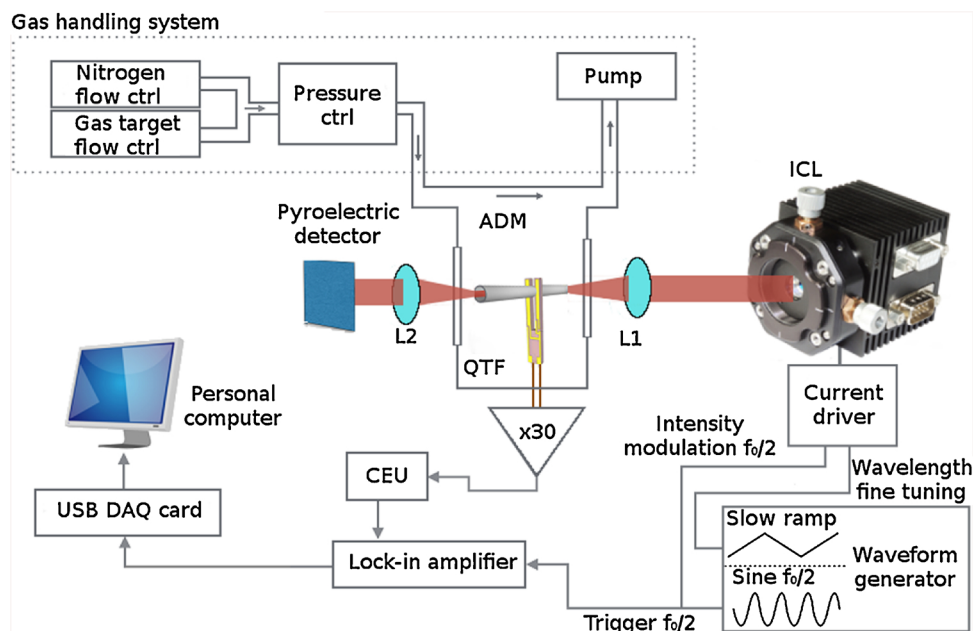 Gas handling system
Nitrogen
flow ctrl
Gas target
flow ctrl
Pressure
ctrl
Pump
ADM
ICL
Pyroelectric
detector
L2
L1
QTF
x30
Current
driver
Personal
computer
Intensity
modulation f₀/2
Wavelength
fine tuning
CEU
USB DAQ card
Lock-in amplifier
Slow ramp
Sine f₀/2
Waveform
generator
Trigger f₀/2